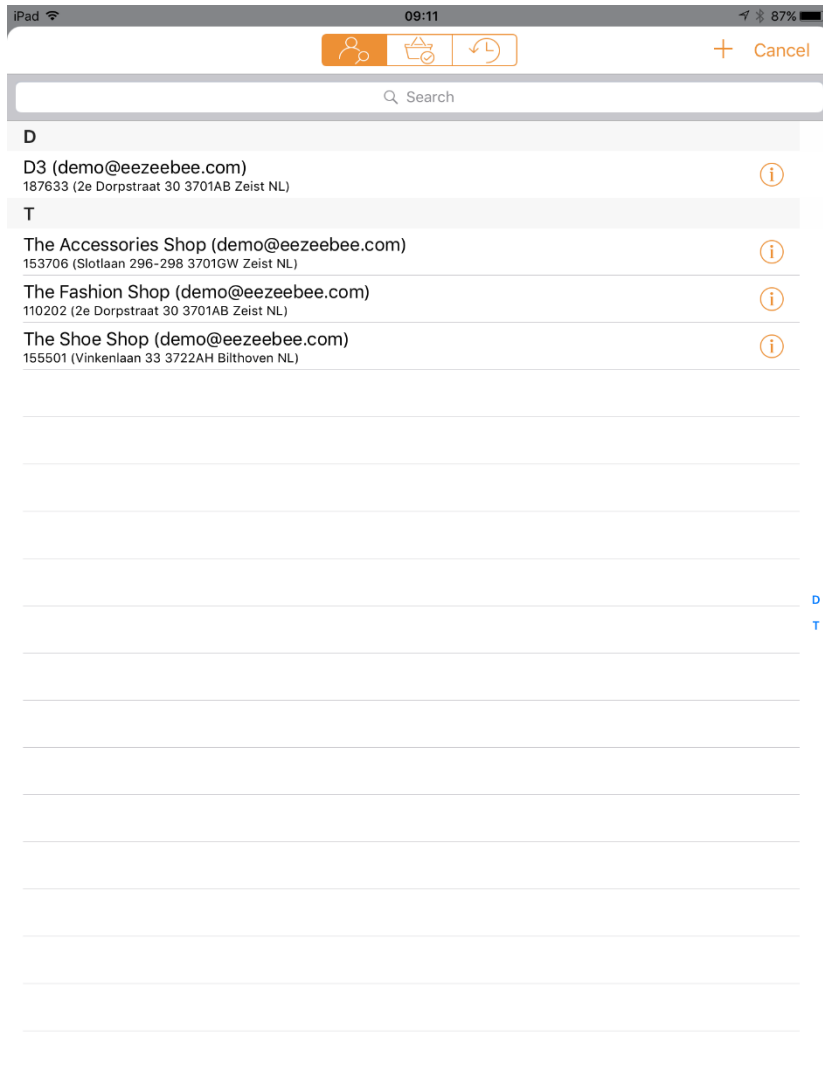 iPad 09:11 87%
Cancel
Search
D
D3 (demo@eezeebee.com)
187633 (2e Dorpstraat 30 3701AB Zeist NL)
T
The Accessories Shop (demo@eezeebee.com)
153706 (Slotlaan 296-298 3701GW Zeist NL)
The Fashion Shop (demo@eezeebee.com)
110202 (2e Dorpstraat 30 3701AB Zeist NL)
The Shoe Shop (demo@eezeebee.com)
155501 (Vinkenlaan 33 3722AH Bilthoven NL)
D
T